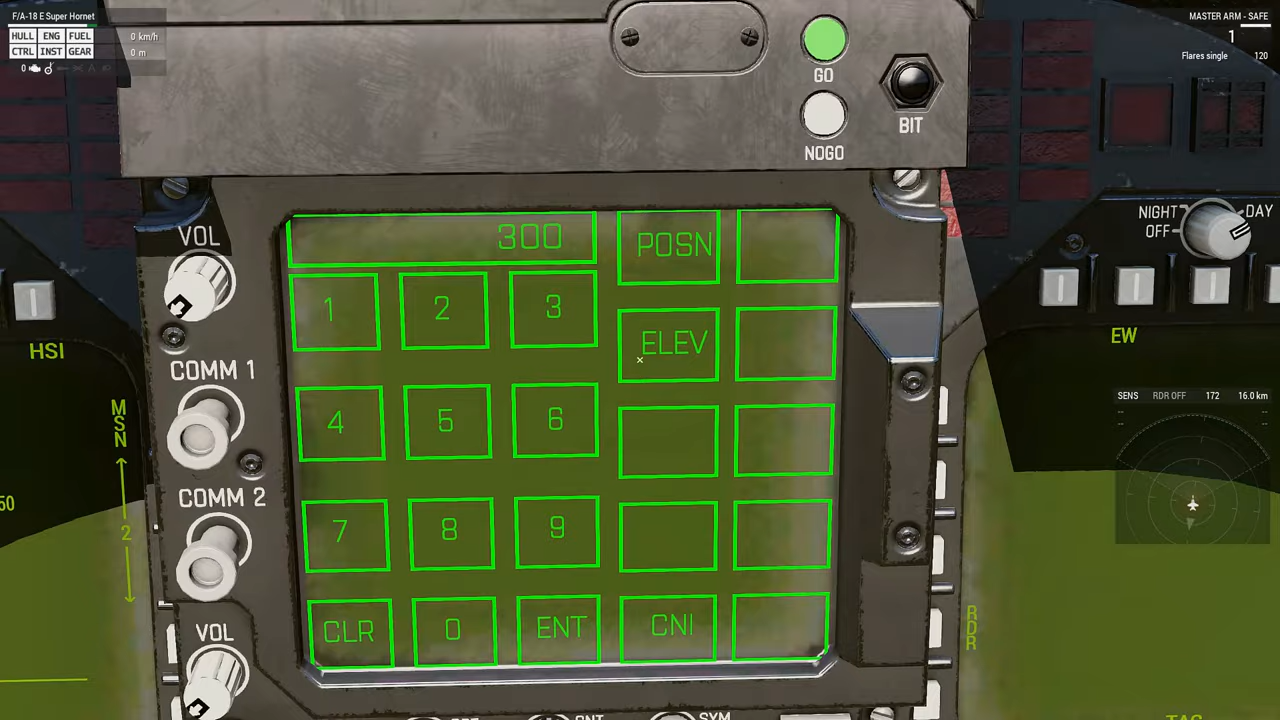 F/A-18 E Super Hornet
HULL ENG FUEL
CTRL INST GEAR
0 km/h
0 m
0
MASTER ARM - SAFE
1
Flares single 120
GO
NOGO
BIT
VOL
COMM 1
COMM 2
VOL
HSI
MSN
2
50
300
POSN
1 2 3
ELEV
4 5 6
7 8 9
CLR 0 ENT CNI
NIGHT DAY
OFF
EW
SENS RDR OFF 172 16.0 km
RDR
SYM